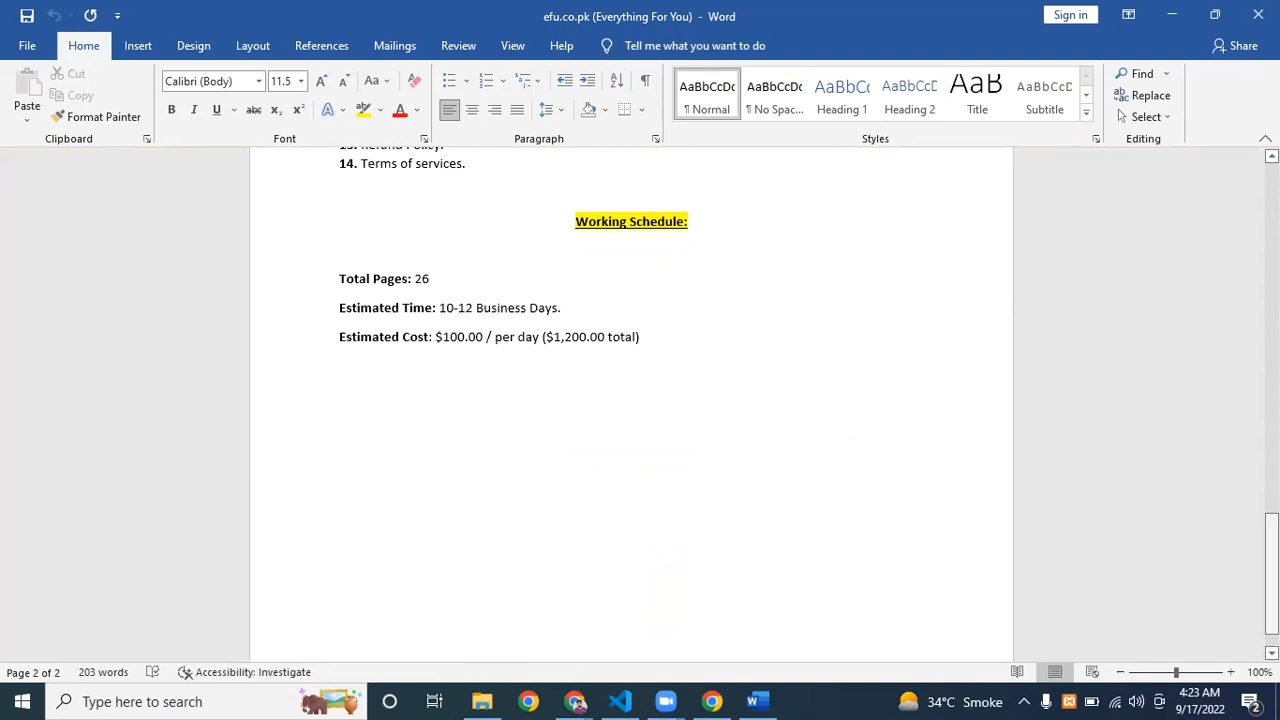 efu.co.pk (Everything For You) - Word
Sign in
File Home Insert Design Layout References Mailings Review View Help Tell me what you want to do Share
Paste
Cut
Copy
Format Painter
Clipboard
Calibri (Body) 11.5
Font
Paragraph
AaBbCcDc AaBbCcDc AaBbCc AaBbCcD AaB AaBbCcD
¶ Normal ¶ No Spac... Heading 1 Heading 2 Title Subtitle
Styles
Find
Replace
Select
Editing
13. Refund Policy.
14. Terms of services.
Working Schedule:
Total Pages: 26
Estimated Time: 10-12 Business Days.
Estimated Cost: $100.00 / per day ($1,200.00 total)
Page 2 of 2 203 words Accessibility: Investigate 100%
Type here to search
34°C Smoke
4:23 AM
9/17/2022
2